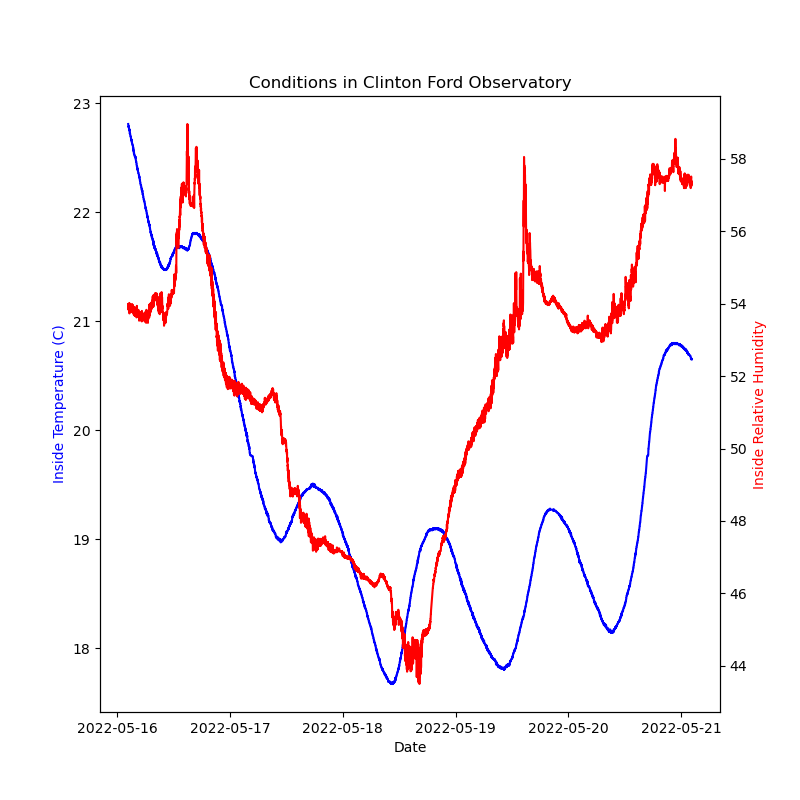 Conditions in Clinton Ford Observatory
23
22
21
20
19
18
Inside Temperature (C)
58
56
54
52
50
48
46
44
Inside Relative Humidity
2022-05-16 2022-05-17 2022-05-18 2022-05-19 2022-05-20 2022-05-21
Date